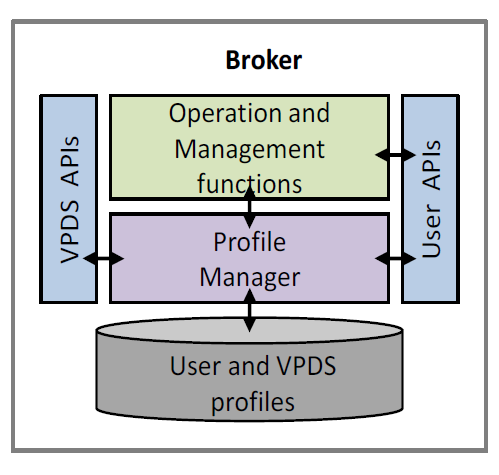 Broker
VPDS APIs
Operation and
Management
functions
User APIs
Profile
Manager
User and VPDS
profiles